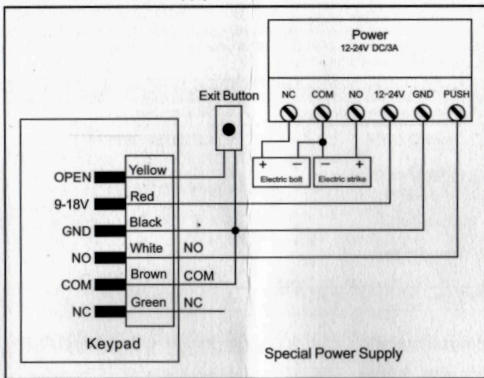 Power
12-24V DC/3A
NC COM NO 12~24V GND PUSH
Exit Button
+ − − +
Electric bolt Electric strike
OPEN Yellow
9-18V Red
GND Black
NO White NO
COM Brown COM
NC Green NC
Keypad
Special Power Supply